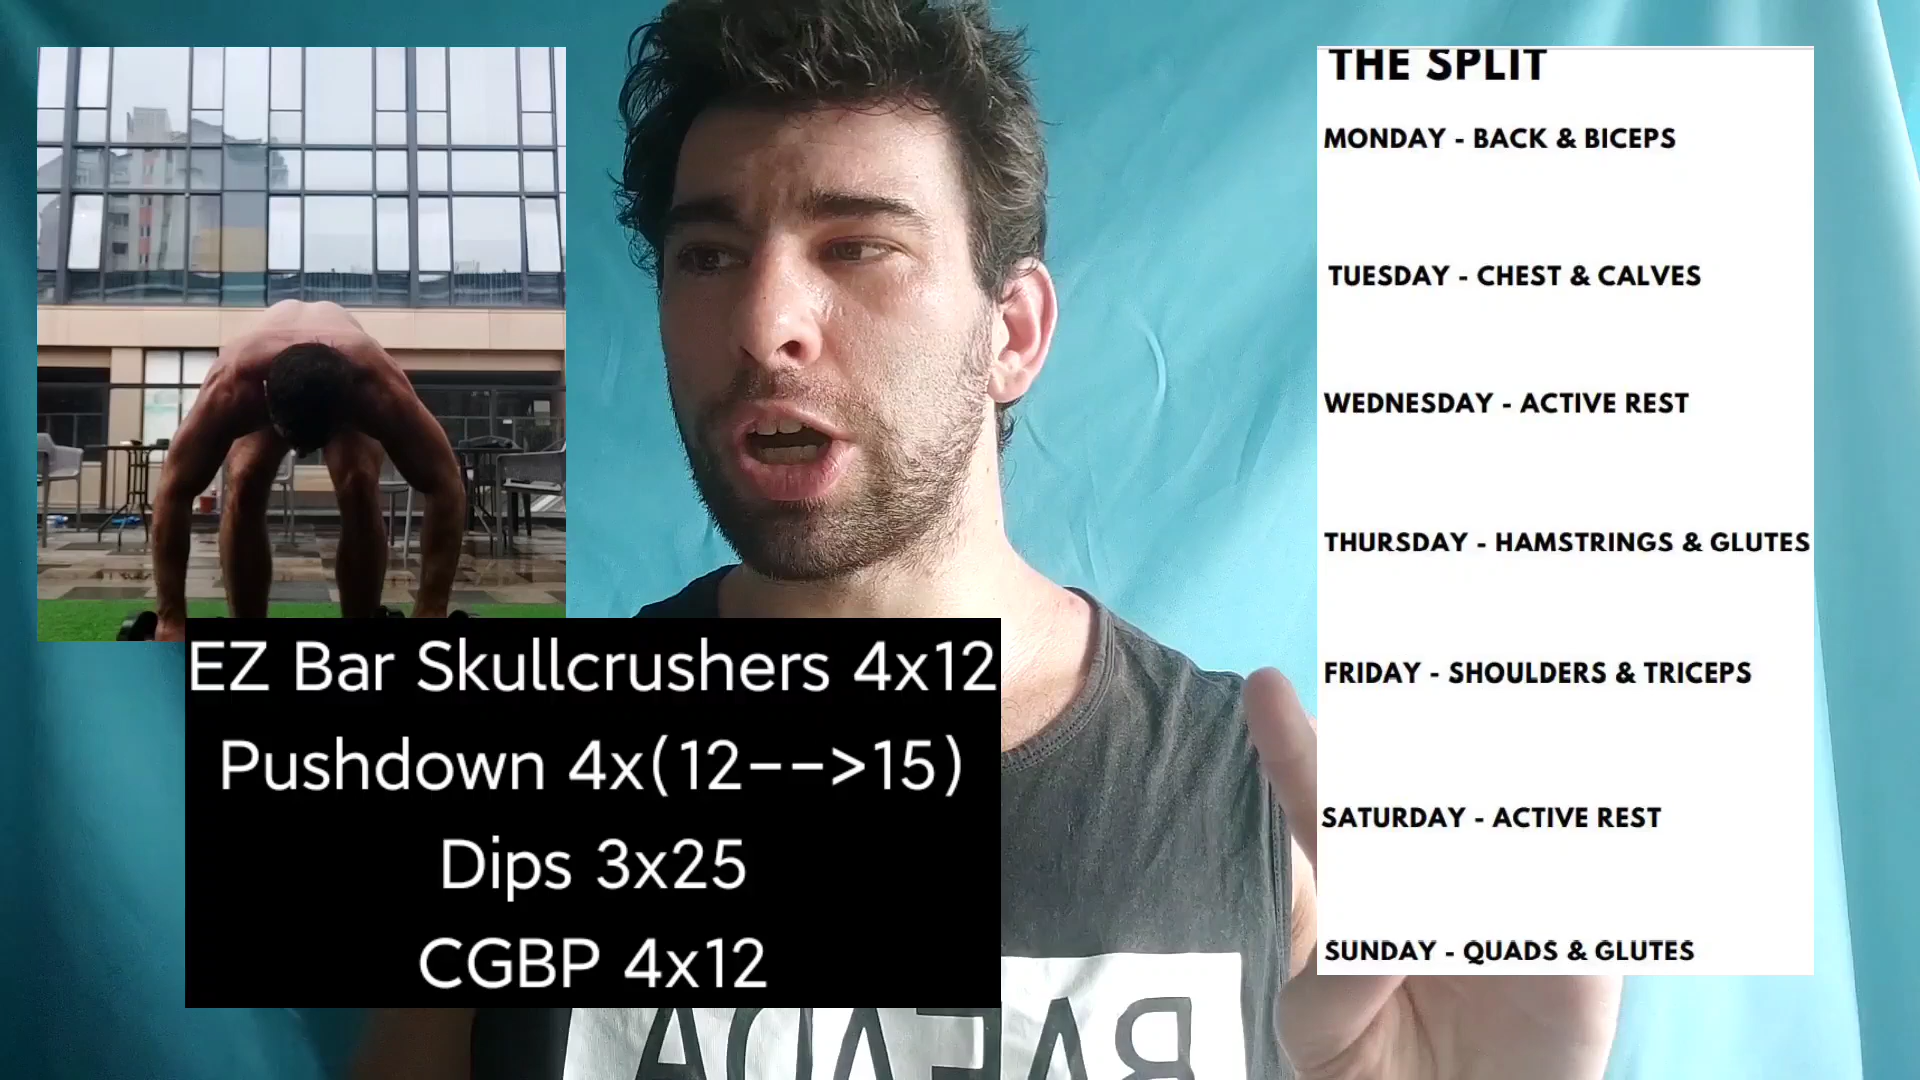 THE SPLIT
MONDAY - BACK & BICEPS
TUESDAY - CHEST & CALVES
WEDNESDAY - ACTIVE REST
THURSDAY - HAMSTRINGS & GLUTES
FRIDAY - SHOULDERS & TRICEPS
SATURDAY - ACTIVE REST
SUNDAY - QUADS & GLUTES
EZ Bar Skullcrushers 4x12
Pushdown 4x(12-->15)
Dips 3x25
CGBP 4x12